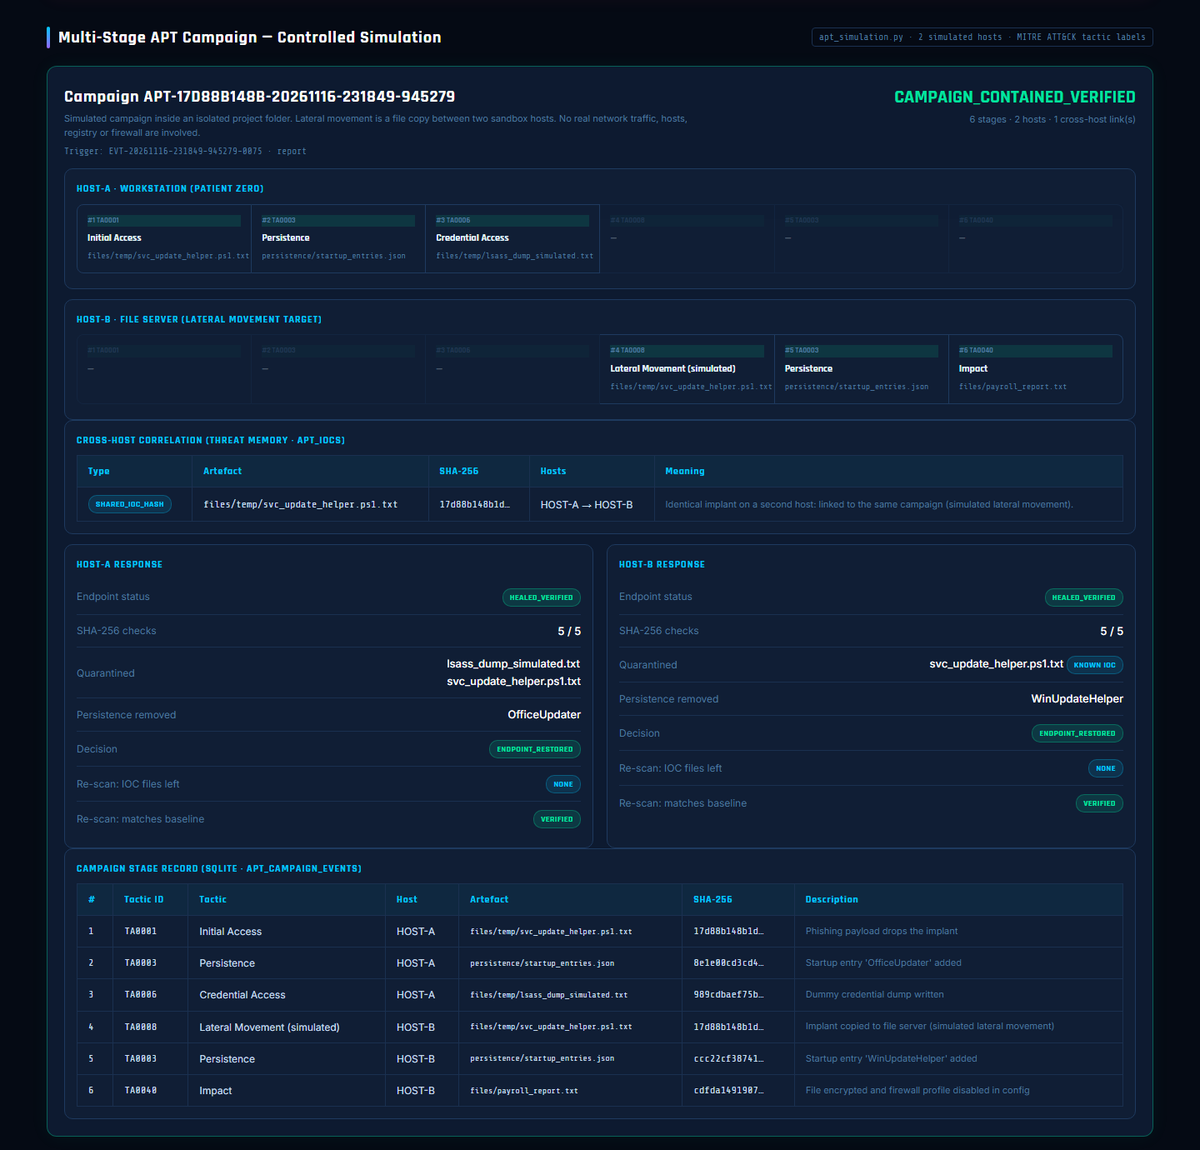 Multi-Stage APT Campaign — Controlled Simulation
apt_simulation.py · 2 simulated hosts · MITRE ATT&CK tactic labels
Campaign APT-17D88B148B-20261116-231849-945279
CAMPAIGN_CONTAINED_VERIFIED
Simulated campaign inside an isolated project folder. Lateral movement is a file copy between two sandbox hosts. No real network traffic, hosts,
registry or firewall are involved.
6 stages · 2 hosts · 1 cross-host link(s)
Trigger: EVT-20261116-231849-945279-0075 · report
HOST-A · WORKSTATION (PATIENT ZERO)
#1 TA0001 #2 TA0003 #3 TA0006 #4 TA0008 #5 TA0003 #6 TA0040
Initial Access Persistence Credential Access — — —
files/temp/svc_update_helper.ps1.txt persistence/startup_entries.json files/temp/lsass_dump_simulated.txt
HOST-B · FILE SERVER (LATERAL MOVEMENT TARGET)
#1 TA0001 #2 TA0003 #3 TA0006 #4 TA0008 #5 TA0003 #6 TA0040
— — — Lateral Movement (simulated) Persistence Impact
files/temp/svc_update_helper.ps1.txt persistence/startup_entries.json files/payroll_report.txt
CROSS-HOST CORRELATION (THREAT MEMORY · APT_IOCS)
Type Artefact SHA-256 Hosts Meaning
SHARED_IOC_HASH files/temp/svc_update_helper.ps1.txt 17d88b148b1d… HOST-A → HOST-B Identical implant on a second host: linked to the same campaign (simulated lateral movement).
HOST-A RESPONSE
Endpoint status HEALED_VERIFIED
SHA-256 checks 5 / 5
Quarantined lsass_dump_simulated.txt
svc_update_helper.ps1.txt
Persistence removed OfficeUpdater
Decision ENDPOINT_RESTORED
Re-scan: IOC files left NONE
Re-scan: matches baseline VERIFIED
HOST-B RESPONSE
Endpoint status HEALED_VERIFIED
SHA-256 checks 5 / 5
Quarantined svc_update_helper.ps1.txt KNOWN IOC
Persistence removed WinUpdateHelper
Decision ENDPOINT_RESTORED
Re-scan: IOC files left NONE
Re-scan: matches baseline VERIFIED
CAMPAIGN STAGE RECORD (SQLITE · APT_CAMPAIGN_EVENTS)
# Tactic ID Tactic Host Artefact SHA-256 Description
1 TA0001 Initial Access HOST-A files/temp/svc_update_helper.ps1.txt 17d88b148b1d… Phishing payload drops the implant
2 TA0003 Persistence HOST-A persistence/startup_entries.json 8e1e00cd3cd4… Startup entry 'OfficeUpdater' added
3 TA0006 Credential Access HOST-A files/temp/lsass_dump_simulated.txt 989cdbaef75b… Dummy credential dump written
4 TA0008 Lateral Movement (simulated) HOST-B files/temp/svc_update_helper.ps1.txt 17d88b148b1d… Implant copied to file server (simulated lateral movement)
5 TA0003 Persistence HOST-B persistence/startup_entries.json ccc22cf38741… Startup entry 'WinUpdateHelper' added
6 TA0040 Impact HOST-B files/payroll_report.txt cdfda1491907… File encrypted and firewall profile disabled in config